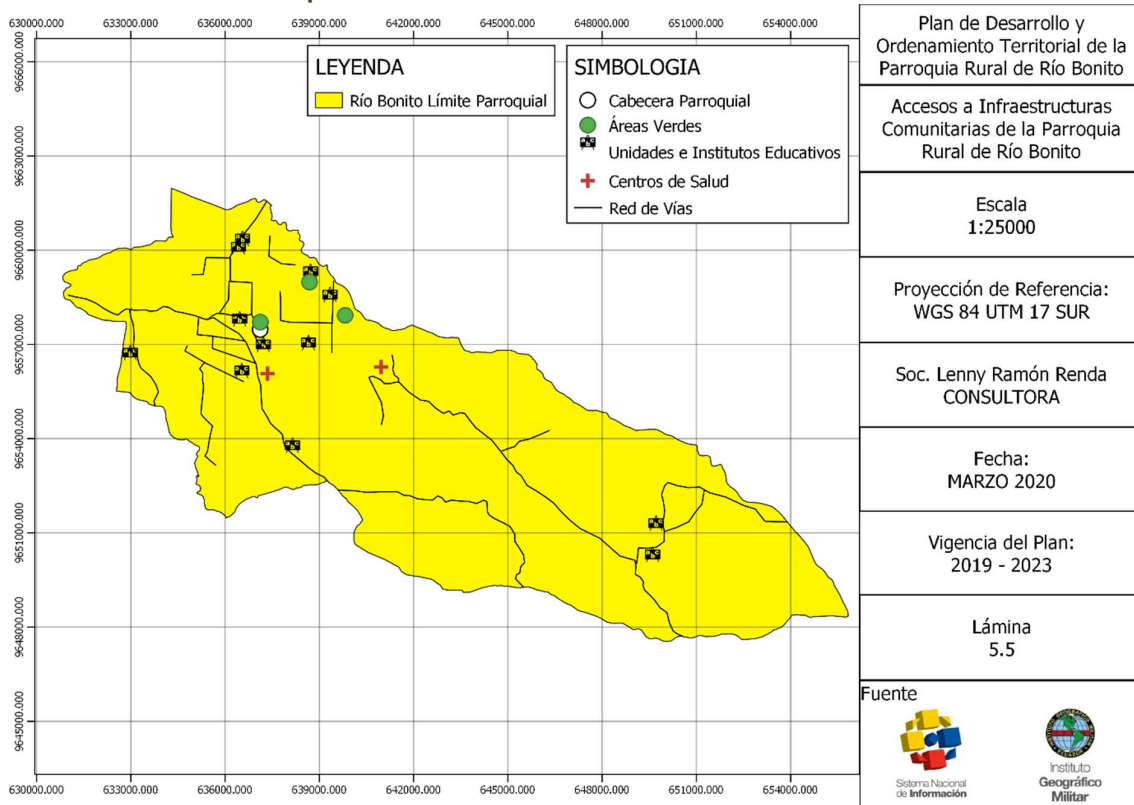 630000.000 633000.000 636000.000 639000.000 642000.000 645000.000 648000.000 651000.000 654000.000
9666000.000
9663000.000
9660000.000
9657000.000
9654000.000
9651000.000
9648000.000
9645000.000
LEYENDA
Río Bonito Límite Parroquial
SIMBOLOGIA
Cabecera Parroquial
Áreas Verdes
Unidades e Institutos Educativos
Centros de Salud
Red de Vías
630000.000 633000.000 636000.000 639000.000 642000.000 645000.000 648000.000 651000.000 654000.000
Plan de Desarrollo y
Ordenamiento Territorial de la
Parroquia Rural de Río Bonito
Accesos a Infraestructuras
Comunitarias de la Parroquia
Rural de Río Bonito
Escala
1:25000
Proyección de Referencia:
WGS 84 UTM 17 SUR
Soc. Lenny Ramón Renda
CONSULTORA
Fecha:
MARZO 2020
Vigencia del Plan:
2019 - 2023
Lámina
5.5
Fuente
Sistema Nacional
de Información
Instituto
Geográfico
Militar